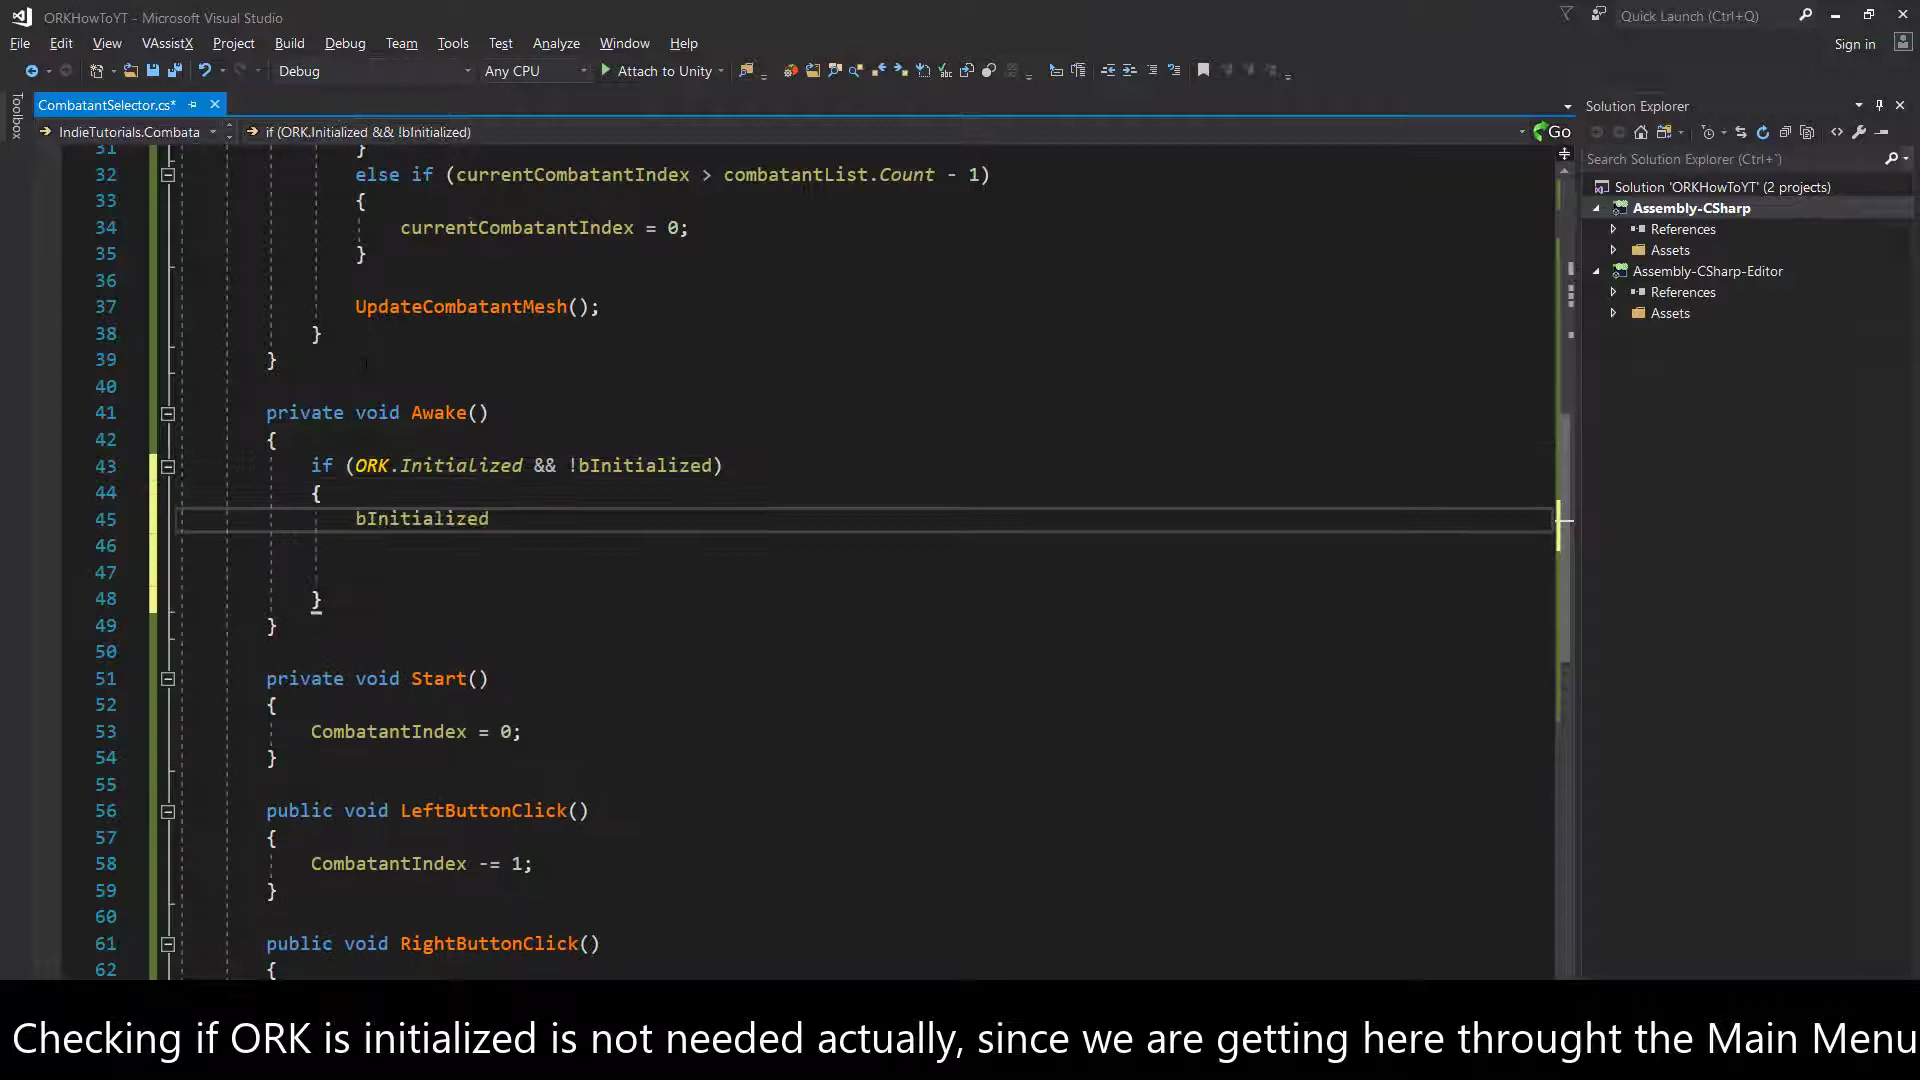 ORKHowToYT - Microsoft Visual Studio
Quick Launch (Ctrl+Q)
File Edit View VAssistX Project Build Debug Team Tools Test Analyze Window Help
Sign in
Debug Any CPU Attach to Unity
Toolbox
CombatantSelector.cs*
Solution Explorer
IndieTutorials.Combata if (ORK.Initialized && !bInitialized) Go
Search Solution Explorer (Ctrl+¨)
Solution 'ORKHowToYT' (2 projects)
Assembly-CSharp
References
Assets
Assembly-CSharp-Editor
References
Assets
31 }
32 else if (currentCombatantIndex > combatantList.Count - 1)
33 {
34 currentCombatantIndex = 0;
35 }
36
37 UpdateCombatantMesh();
38 }
39 }
40
41 private void Awake()
42 {
43 if (ORK.Initialized && !bInitialized)
44 {
45 bInitialized
46
47
48 }
49 }
50
51 private void Start()
52 {
53 CombatantIndex = 0;
54 }
55
56 public void LeftButtonClick()
57 {
58 CombatantIndex -= 1;
59 }
60
61 public void RightButtonClick()
62 {
Checking if ORK is initialized is not needed actually, since we are getting here throught the Main Menu